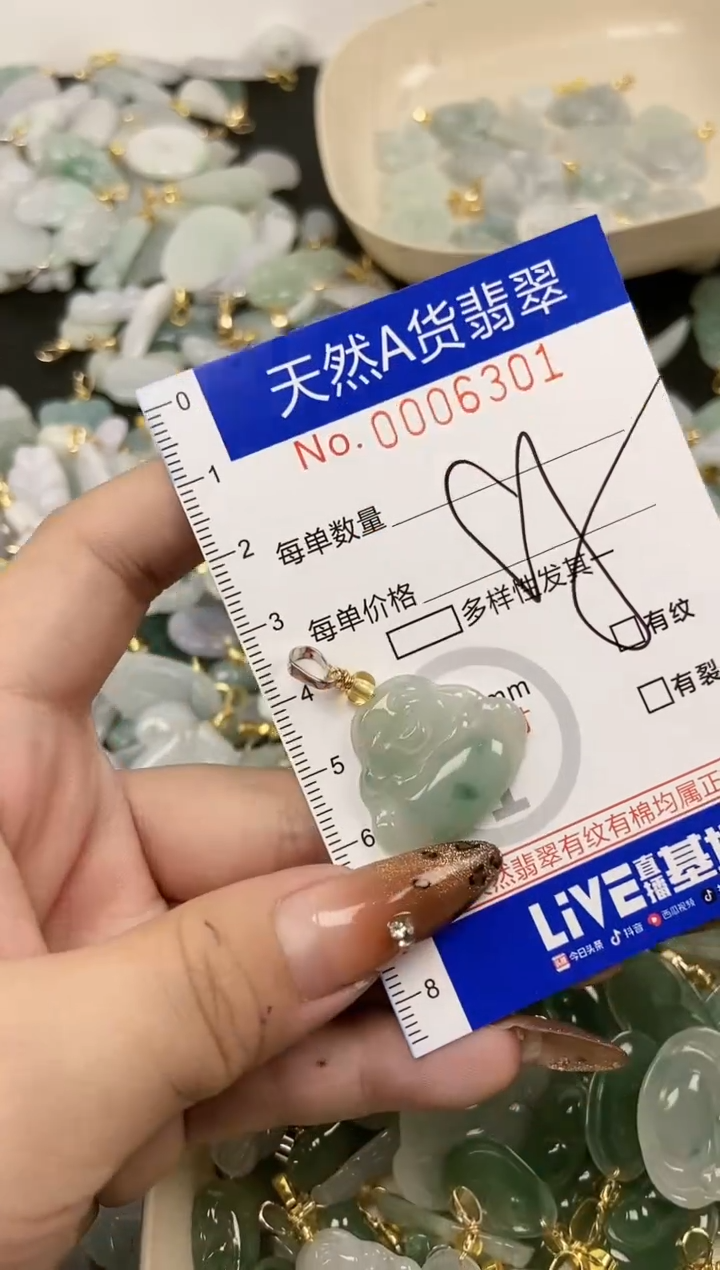 天然A货翡翠
No.0006301
0
1
2
3
4
5
6
8
每单数量
每单价格
多样性发其一
有纹
有裂
mm
然翡翠有纹有棉均属正
LiVE直播基地
今日头条 抖音 西瓜视频